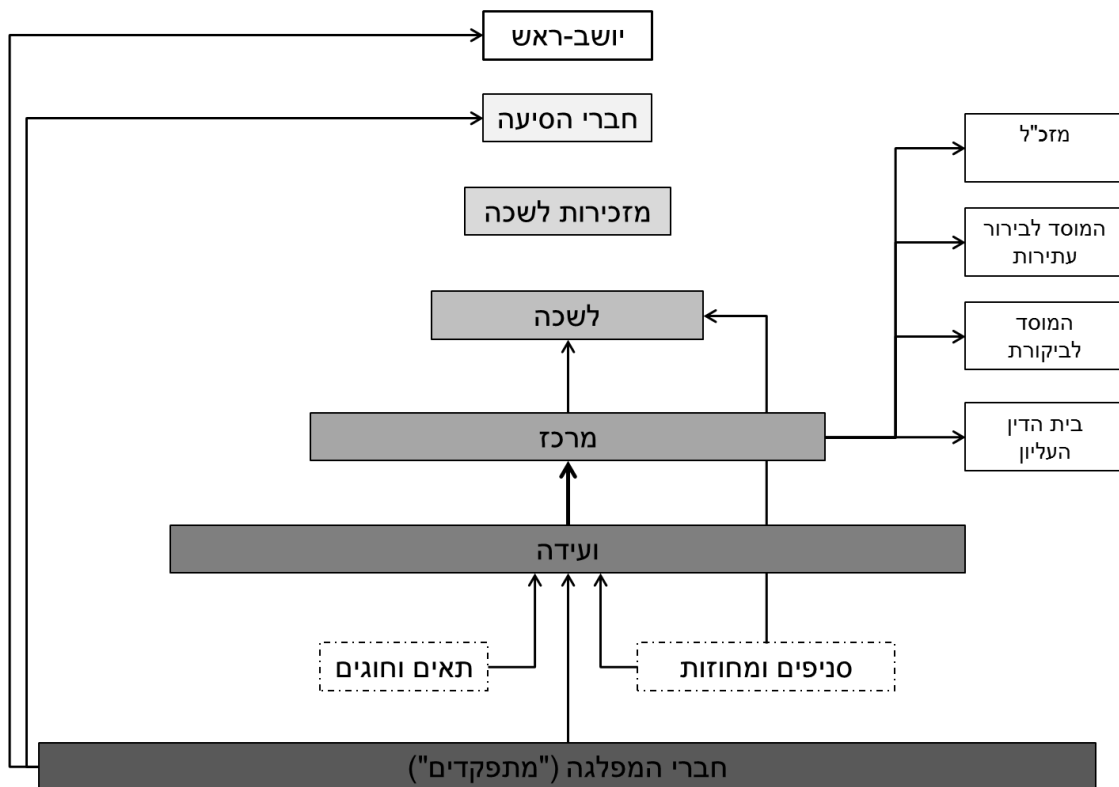 יושב-ראש
חברי הסיעה
מזכ"ל
מזכירות לשכה
המוסד לבירור
עתירות
לשכה
המוסד
לביקורת
מרכז
בית הדין
העליון
ועידה
סניפים ומחוזות
תאים וחוגים
חברי המפלגה ("מתפקדים")